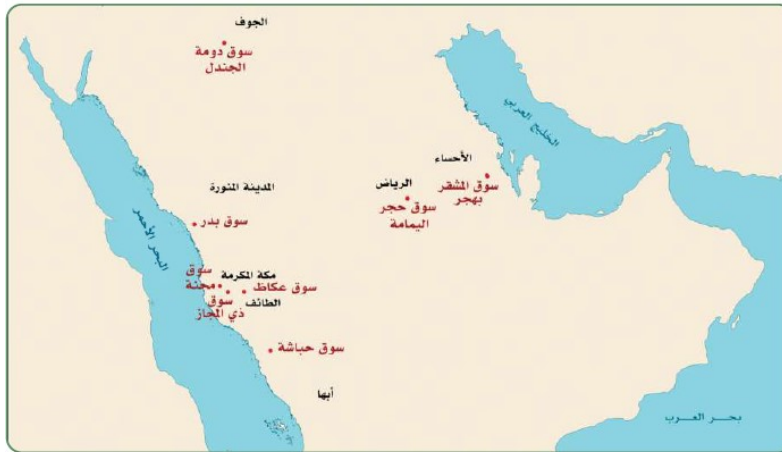 الجوف
سوق دومة
الجندل
الخليج العربي
الأحساء
سوق المشقر
بهجر
الرياض
سوق حجر
اليمامة
المدينة المنورة
سوق بدر
البحر الأحمر
مكة المكرمة
سوق
مجنة
سوق عكاظ
الطائف
سوق
ذي المجاز
سوق حباشة
أبها
بحر العرب